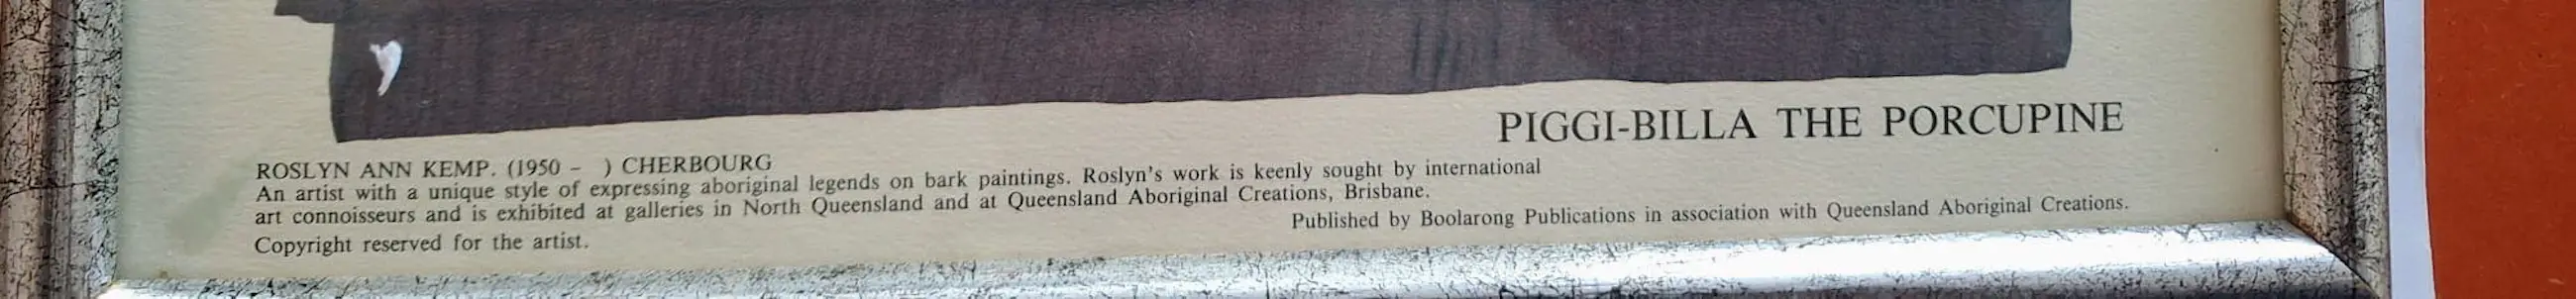 PIGGI-BILLA THE PORCUPINE
ROSLYN ANN KEMP. (1950 -   ) CHERBOURG
An artist with a unique style of expressing aboriginal legends on bark paintings. Roslyn's work is keenly sought by international
art connoisseurs and is exhibited at galleries in North Queensland and at Queensland Aboriginal Creations, Brisbane.
Published by Boolarong Publications in association with Queensland Aboriginal Creations.
Copyright reserved for the artist.